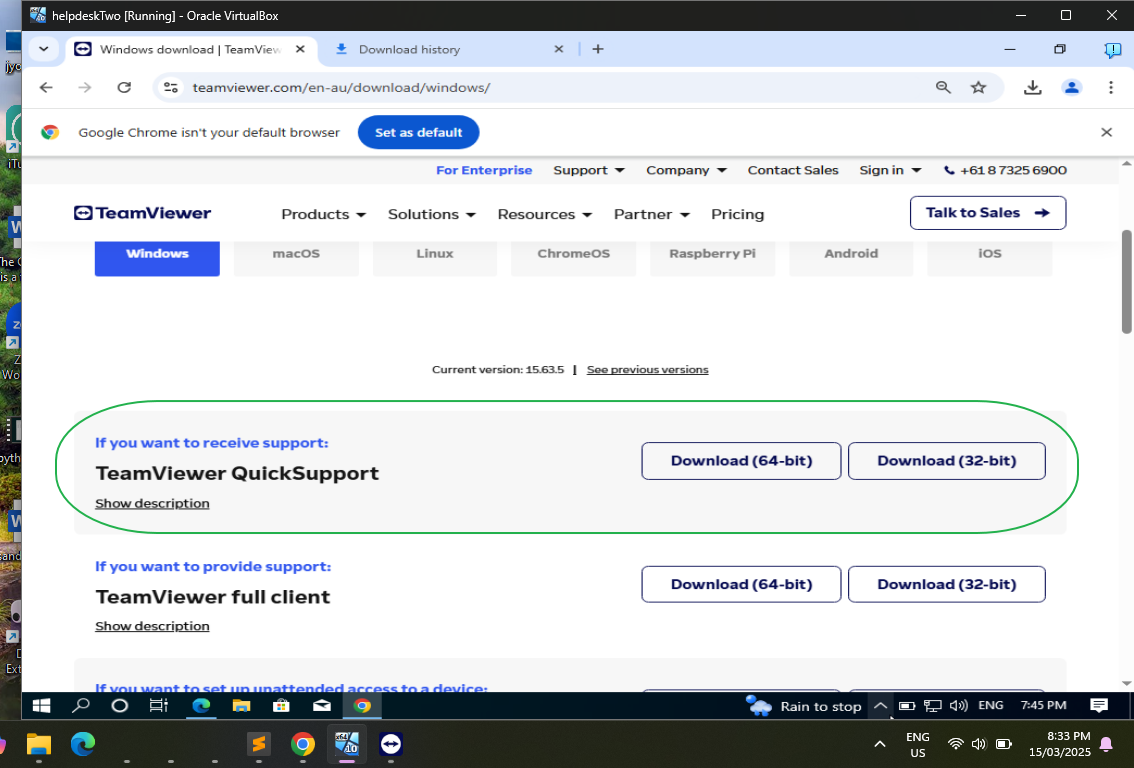 helpdeskTwo [Running] - Oracle VirtualBox
Windows download | TeamView
Download history
teamviewer.com/en-au/download/windows/
Google Chrome isn't your default browser
Set as default
For Enterprise Support Company Contact Sales Sign in +61 8 7325 6900
TeamViewer Products Solutions Resources Partner Pricing Talk to Sales
Windows macOS Linux ChromeOS Raspberry Pi Android iOS
Current version: 15.63.5 | See previous versions
If you want to receive support:
TeamViewer QuickSupport
Show description
Download (64-bit) Download (32-bit)
If you want to provide support:
TeamViewer full client
Show description
Download (64-bit) Download (32-bit)
If you want to set up unattended access to a device:
Rain to stop ENG 7:45 PM
ENG
US
8:33 PM
15/03/2025